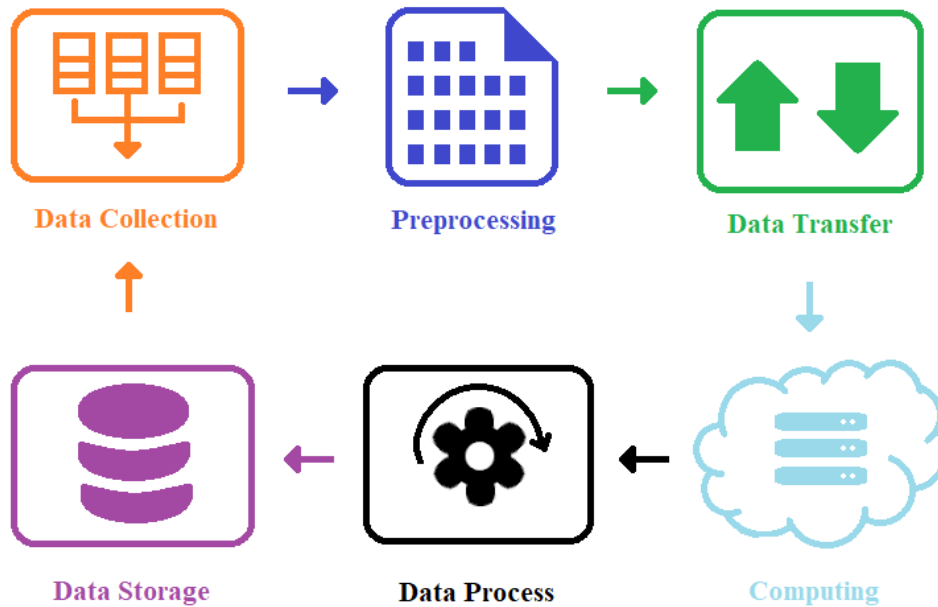 Data Collection
Preprocessing
Data Transfer
Data Storage
Data Process
Computing